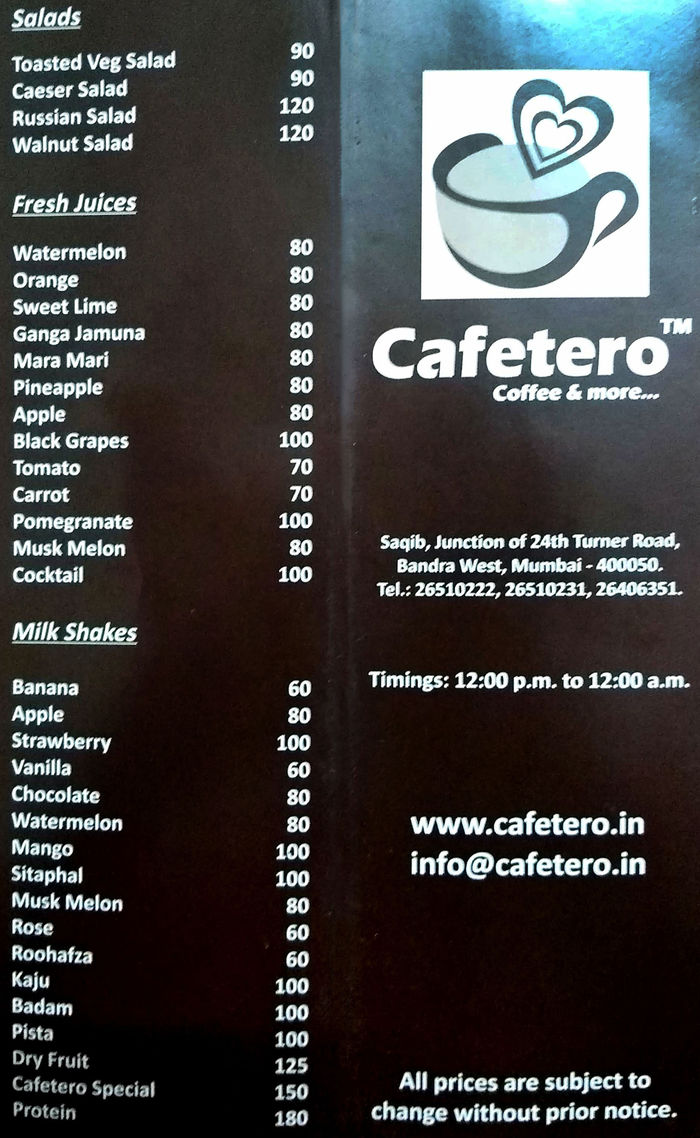 Salads
Toasted Veg Salad 90
Caeser Salad 90
Russian Salad 120
Walnut Salad 120
Fresh Juices
Watermelon 80
Orange 80
Sweet Lime 80
Ganga Jamuna 80
Mara Mari 80
Pineapple 80
Apple 80
Black Grapes 100
Tomato 70
Carrot 70
Pomegranate 100
Musk Melon 80
Cocktail 100
Milk Shakes
Banana 60
Apple 80
Strawberry 100
Vanilla 60
Chocolate 80
Watermelon 80
Mango 100
Sitaphal 100
Musk Melon 80
Rose 60
Roohafza 60
Kaju 100
Badam 100
Pista 100
Dry Fruit 125
Cafetero Special 150
Protein 180
Cafetero TM
Coffee & more...
Saqib, Junction of 24th Turner Road,
Bandra West, Mumbai - 400050.
Tel.: 26510222, 26510231, 26406351.
Timings: 12:00 p.m. to 12:00 a.m.
www.cafetero.in
info@cafetero.in
All prices are subject to
change without prior notice.